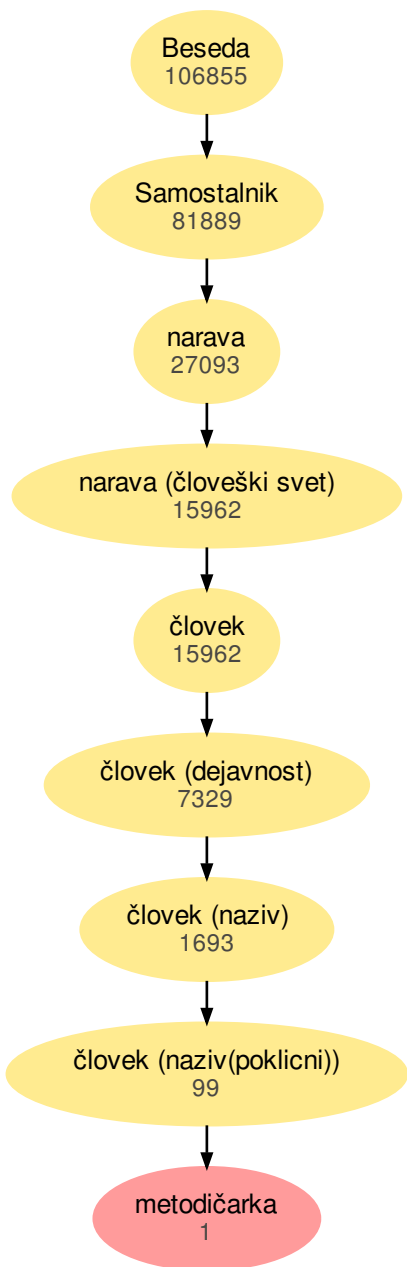 Beseda
106855
Samostalnik
81889
narava
27093
narava (človeški svet)
15962
človek
15962
človek (dejavnost)
7329
človek (naziv)
1693
človek (naziv(poklicni))
99
metodičarka
1